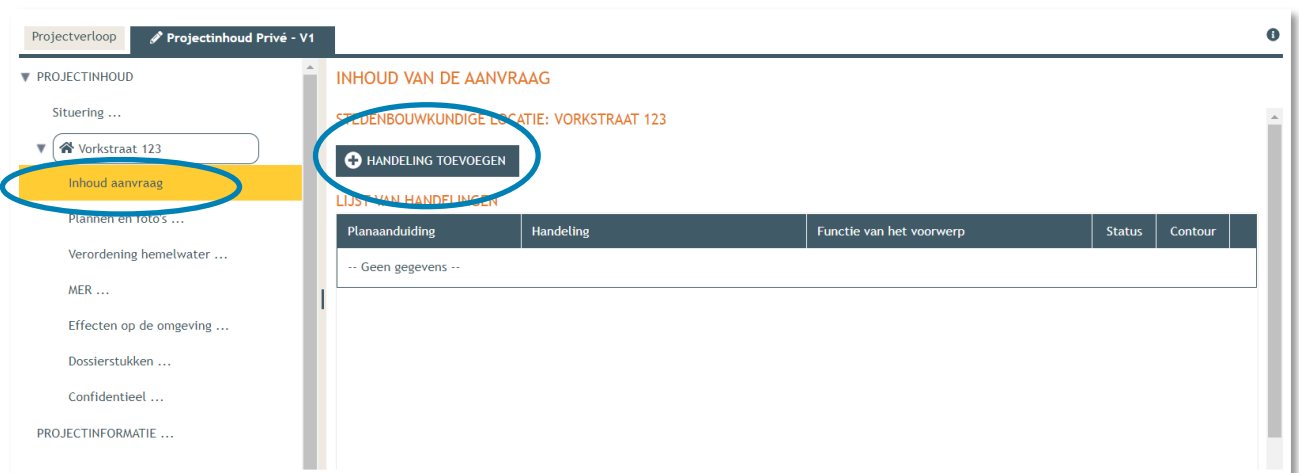 Projectverloop
Projectinhoud Privé - V1
PROJECTINHOUD
Situering ...
Vorkstraat 123
Inhoud aanvraag
Plannen en foto's ...
Verordening hemelwater ...
MER ...
Effecten op de omgeving ...
Dossierstukken ...
Confidentieel ...
PROJECTINFORMATIE ...
INHOUD VAN DE AANVRAAG
STEDENBOUWKUNDIGE LOCATIE: VORKSTRAAT 123
HANDELING TOEVOEGEN
LIJST VAN HANDELINGEN
Planaanduiding Handeling Functie van het voorwerp Status Contour
-- Geen gegevens --